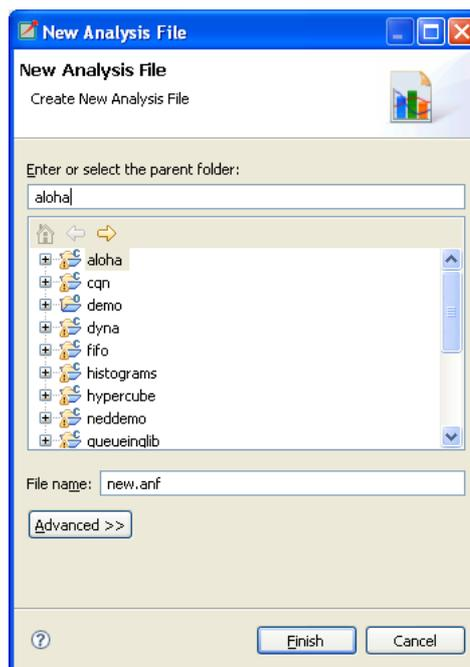 New Analysis File
New Analysis File
Create New Analysis File
Enter or select the parent folder:
aloha
aloha
cqn
demo
dyna
fifo
histograms
hypercube
neddemo
queueinglib
File name: new.anf
Advanced >>
Finish Cancel